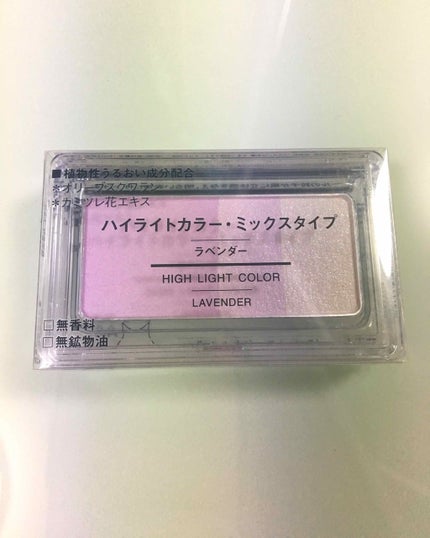 ■植物性うるおい成分配合
*オリーブスクワラン
*カミツレ花エキス
ハイライトカラー・ミックスタイプ
ラベンダー
HIGH LIGHT COLOR
LAVENDER
□無香料
□無鉱物油